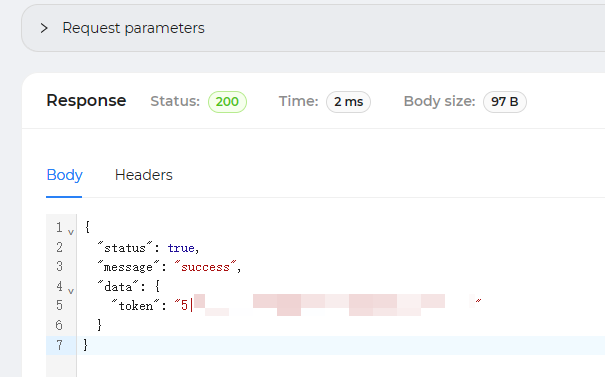 > Request parameters
Response Status: 200 Time: 2 ms Body size: 97 B
Body Headers
1 {
2 "status": true,
3 "message": "success",
4 "data": {
5 "token": "5| "
6 }
7 }